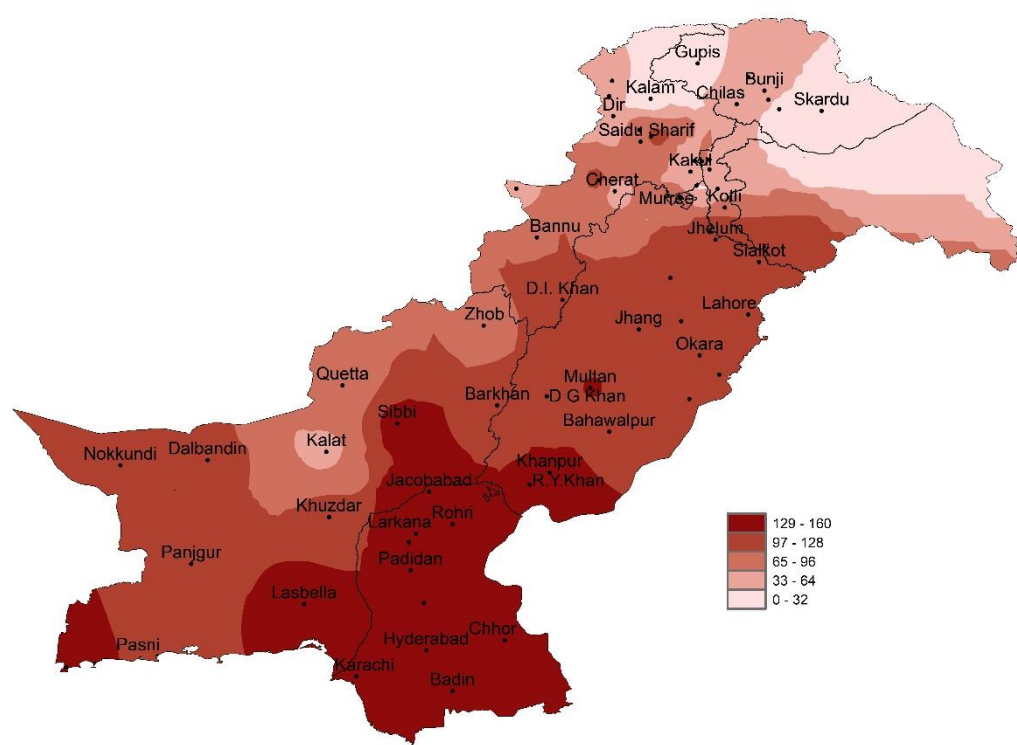 Gupis
Kalam
Chilas
Bunji
Skardu
Dir
Saidu Sharif
Kakul
Cherat
Murree
Kotli
Bannu
Jhelum
Sialkot
D.I. Khan
Zhob
Jhang
Lahore
Okara
Quetta
Multan
Barkhan
D G Khan
Sibbi
Bahawalpur
Nokkundi
Dalbandin
Kalat
Khanpur
Jacobabad
R.Y.Khan
Khuzdar
Larkana
Rohri
Panjgur
Padidan
Lasbella
Pasni
Hyderabad
Chhor
Karachi
Badin
129 - 160
97 - 128
65 - 96
33 - 64
0 - 32